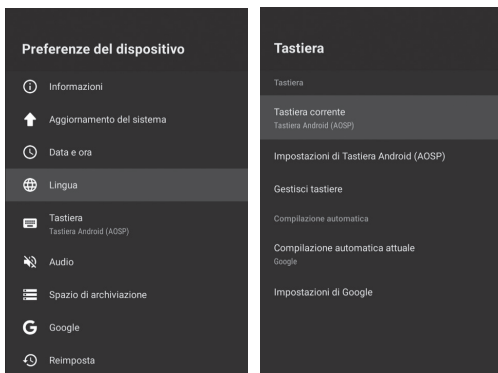 Preferenze del dispositivo
Informazioni
Aggiornamento del sistema
Data e ora
Lingua
Tastiera
Tastiera Android (AOSP)
Audio
Spazio di archiviazione
Google
Reimposta
Tastiera
Tastiera
Tastiera corrente
Tastiera Android (AOSP)
Impostazioni di Tastiera Android (AOSP)
Gestisci tastiere
Compilazione automatica
Compilazione automatica attuale
Google
Impostazioni di Google